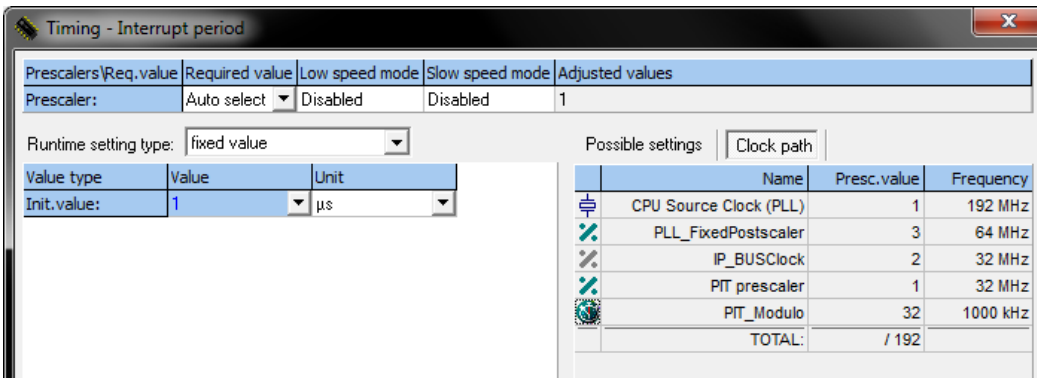 Timing - Interrupt period
Prescalers\Req.value Required value Low speed mode Slow speed mode Adjusted values
Prescaler: Auto select Disabled Disabled 1
Runtime setting type: fixed value
Possible settings Clock path
Value type Value Unit
Init.value: 1 µs
Name Presc.value Frequency
CPU Source Clock (PLL) 1 192 MHz
PLL_FixedPostscaler 3 64 MHz
IP_BUSClock 2 32 MHz
PIT prescaler 1 32 MHz
PIT_Modulo 32 1000 kHz
TOTAL: / 192